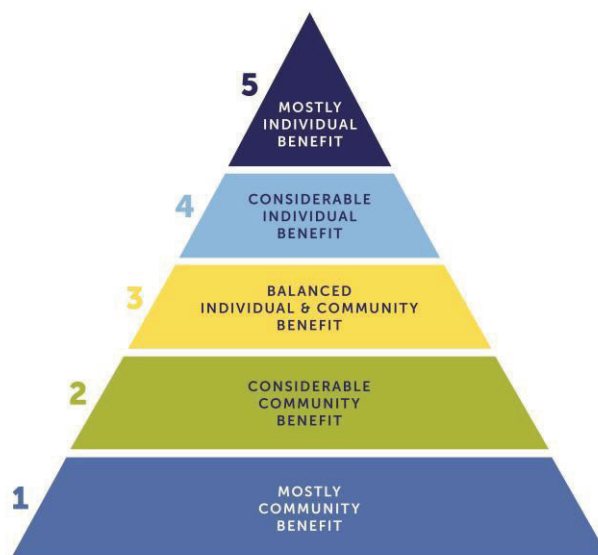 5
MOSTLY
INDIVIDUAL
BENEFIT
4
CONSIDERABLE
INDIVIDUAL
BENEFIT
3
BALANCED
INDIVIDUAL & COMMUNITY
BENEFIT
2
CONSIDERABLE
COMMUNITY
BENEFIT
1
MOSTLY
COMMUNITY
BENEFIT